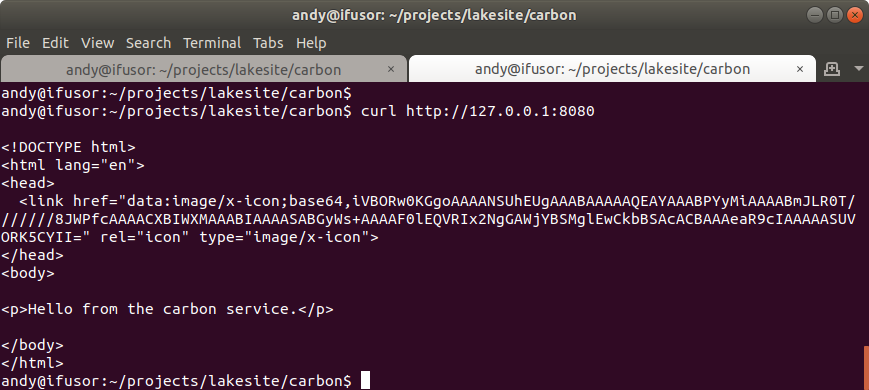 andy@ifusor: ~/projects/lakesite/carbon
File Edit View Search Terminal Tabs Help
andy@ifusor: ~/projects/lakesite/carbon × andy@ifusor: ~/projects/lakesite/carbon ×
andy@ifusor:~/projects/lakesite/carbon$
andy@ifusor:~/projects/lakesite/carbon$ curl http://127.0.0.1:8080
<!DOCTYPE html>
<html lang="en">
<head>
<link href="data:image/x-icon;base64,iVBORw0KGgoAAAANSUhEUgAAABAAAAAQEAYAAABPYyMiAAAABmJLR0T/
//////8JWPfcAAAACXBIWXMAAABIAAAASABGyWs+AAAAF0lEQVRIx2NgGAWjYBSMglEwCkbBSAcACBAAAeaR9cIAAAAASUV
ORK5CYII=" rel="icon" type="image/x-icon">
</head>
<body>
<p>Hello from the carbon service.</p>
</body>
</html>
andy@ifusor:~/projects/lakesite/carbon$